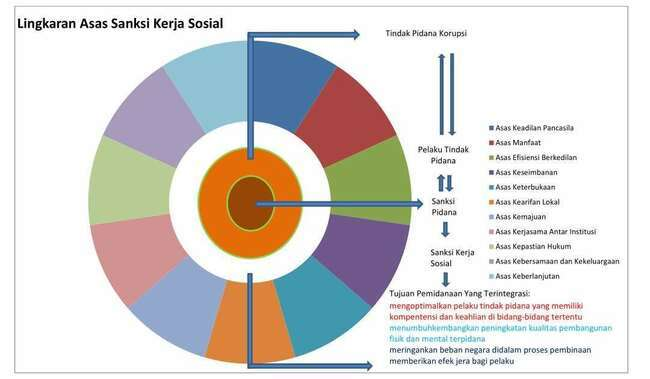 Lingkaran Asas Sanksi Kerja Sosial
Tindak Pidana Korupsi
Pelaku Tindak
Pidana
Sanksi
Pidana
Sanksi Kerja
Sosial
Asas Keadilan Pancasila
Asas Manfaat
Asas Efisiensi Berkedilan
Asas Keseimbanan
Asas Keterbukaan
Asas Kearifan Lokal
Asas Kemajuan
Asas Kerjasama Antar Institusi
Asas Kepastian Hukum
Asas Kebersamaan dan Kekeluargaan
Asas Keberlanjutan
Tujuan Pemidanaan Yang Terintegrasi:
mengoptimalkan pelaku tindak pidana yang memiliki
kompentensi dan keahlian di bidang-bidang tertentu
menumbuhkembangkan peningkatan kualitas pembangunan
fisik dan mental terpidana
meringankan beban negara didalam proses pembinaan
memberikan efek jera bagi pelaku